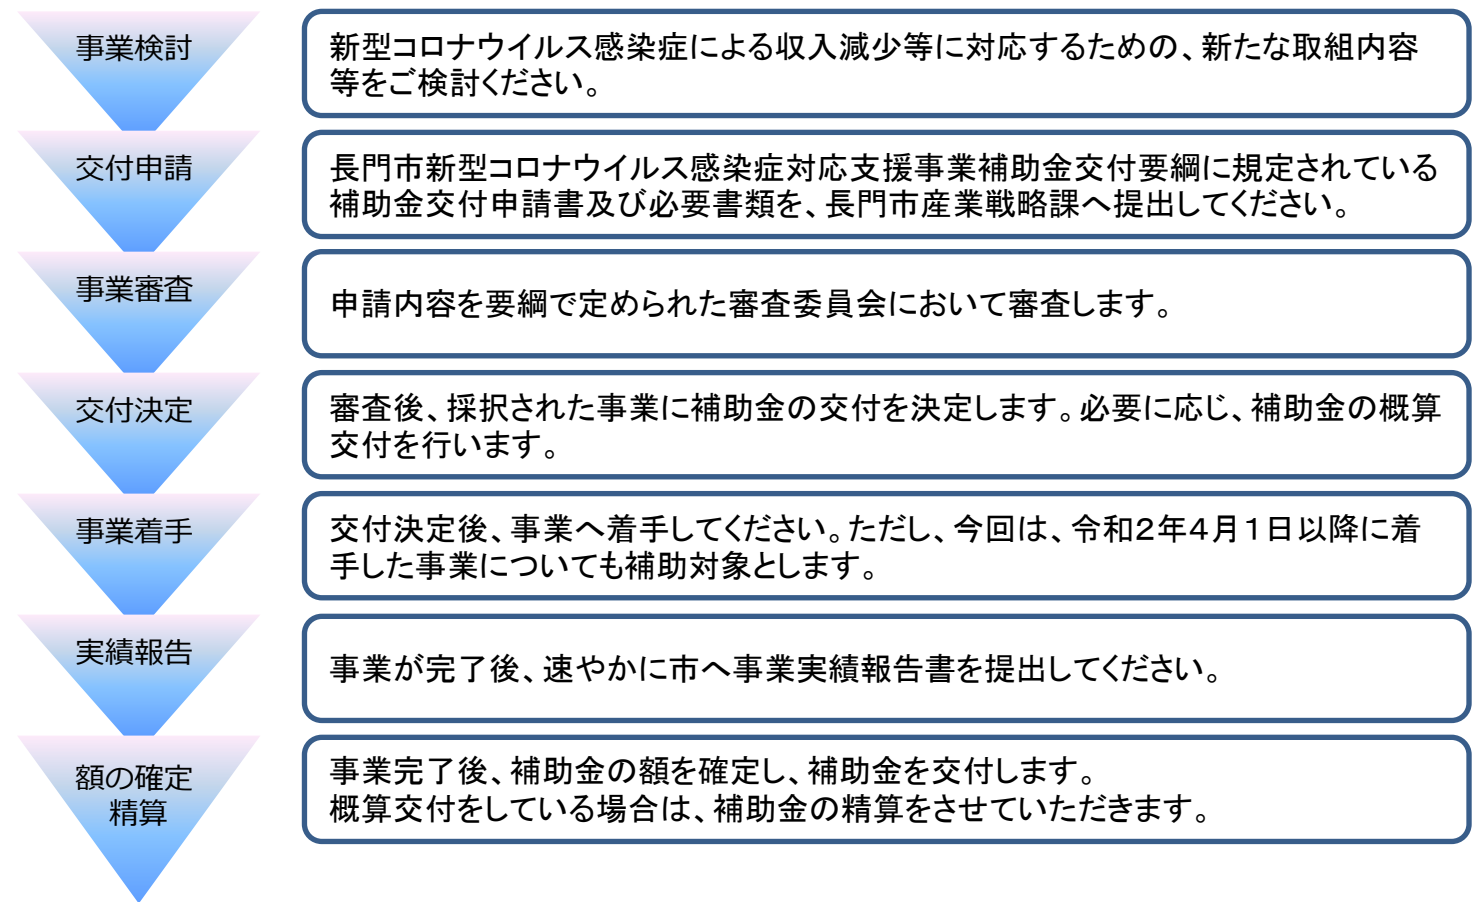 事業検討
新型コロナウイルス感染症による収入減少等に対応するための、新たな取組内容
等をご検討ください。
交付申請
長門市新型コロナウイルス感染症対応支援事業補助金交付要綱に規定されている
補助金交付申請書及び必要書類を、長門市産業戦略課へ提出してください。
事業審査
申請内容を要綱で定められた審査委員会において審査します。
交付決定
審査後、採択された事業に補助金の交付を決定します。必要に応じ、補助金の概算
交付を行います。
事業着手
交付決定後、事業へ着手してください。ただし、今回は、令和2年4月1日以降に着
手した事業についても補助対象とします。
実績報告
事業が完了後、速やかに市へ事業実績報告書を提出してください。
額の確定
精算
事業完了後、補助金の額を確定し、補助金を交付します。
概算交付をしている場合は、補助金の精算をさせていただきます。